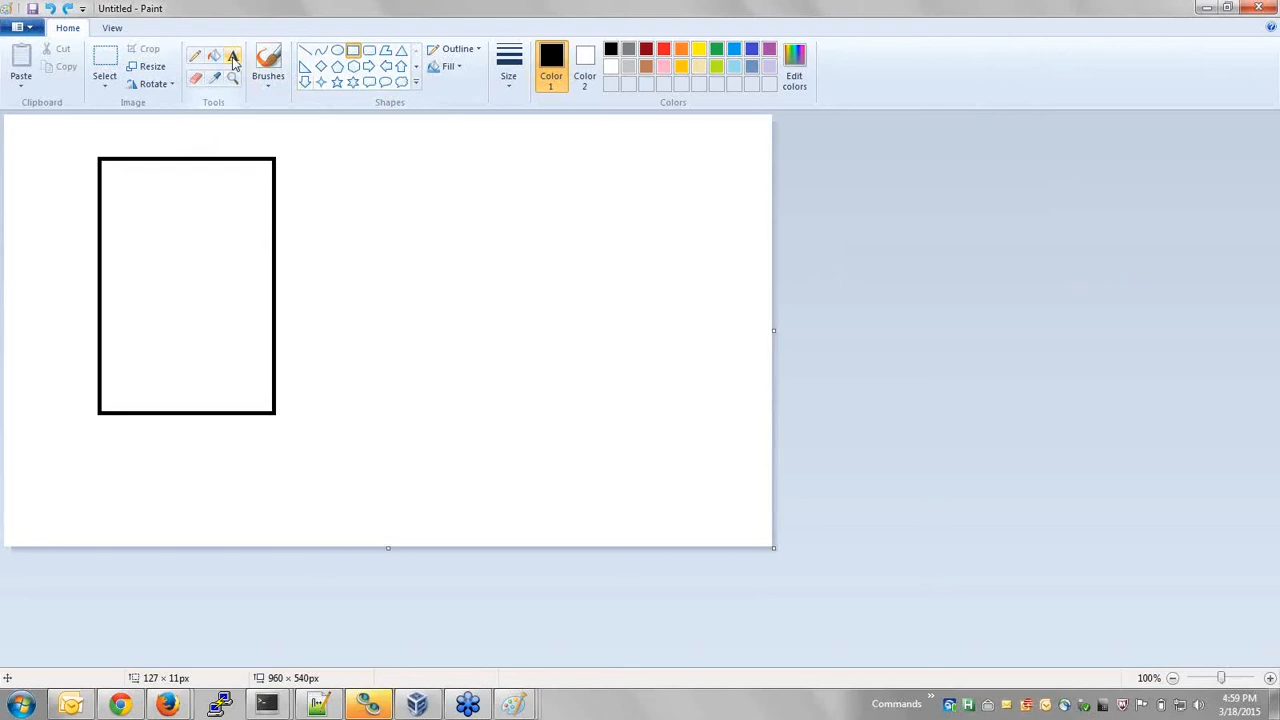 Untitled - Paint
Home
View
Paste
Cut
Copy
Clipboard
Select
Crop
Resize
Rotate
Image
A
Tools
Brushes
Outline
Fill
Shapes
Size
Color
1
Color
2
Edit
colors
Colors
127 × 11px
960 × 540px
100%
Commands
»
4:59 PM
3/18/2015